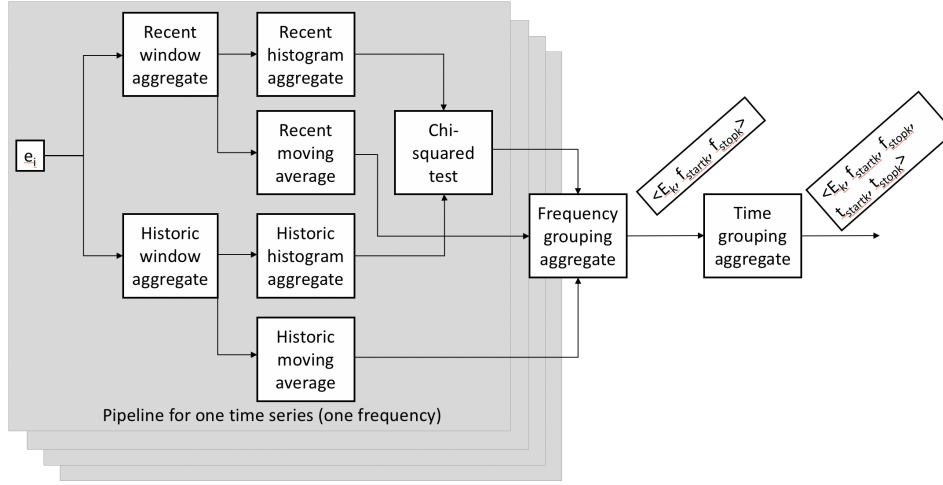 e_i
Recent
window
aggregate
Recent
histogram
aggregate
Recent
moving
average
Chi-
squared
test
Historic
window
aggregate
Historic
histogram
aggregate
Historic
moving
average
Pipeline for one time series (one frequency)
Frequency
grouping
aggregate
<E_k, f_startk, f_stopk>
Time
grouping
aggregate
<E_k, f_startk, f_stopk,
t_startk, t_stopk>